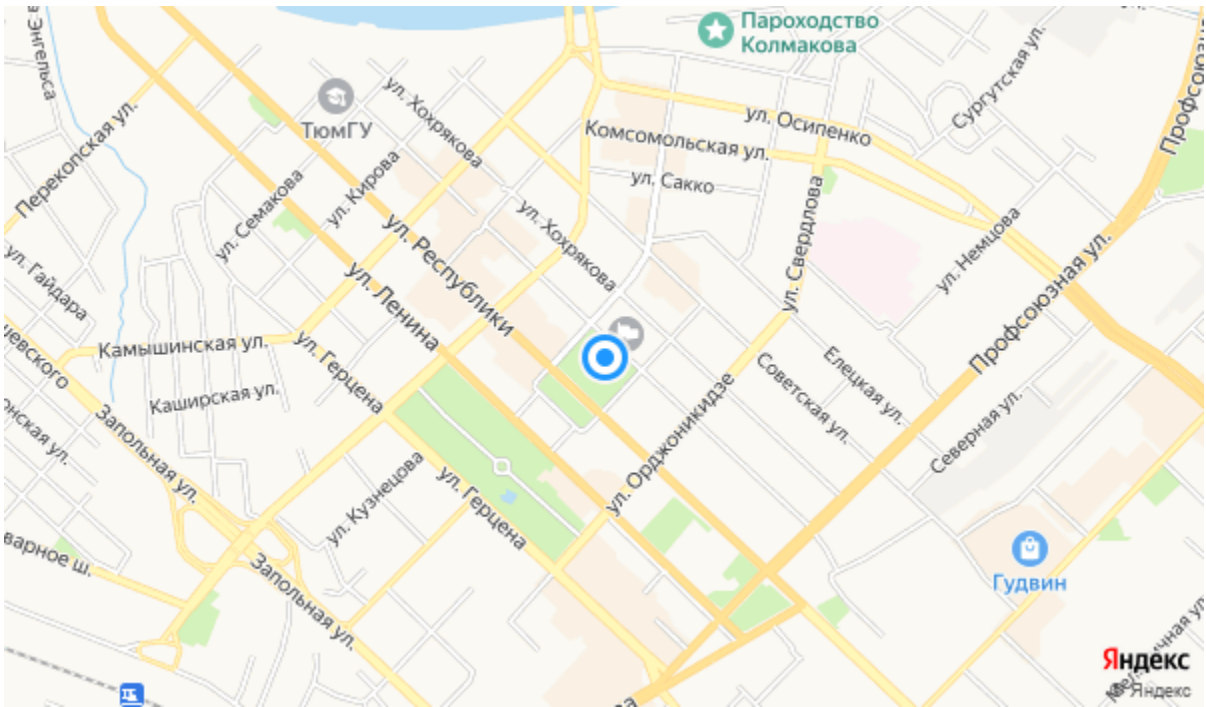 Пароходство
Колмакова
Энгельса
ТюмГУ
ул. Хохрякова
ул. Осипенко
Сургутская ул.
Профсоюзная
Комсомольская ул.
Перекопская ул.
ул. Сакко
ул. Кирова
ул. Семакова
ул. Хохрякова
ул. Свердлова
ул. Немцова
ул. Республики
ул. Гайдара
ул. Ленина
Профсоюзная ул.
Камышинская ул.
ул. Герцена
Каширская ул.
Запольная ул.
ул. Орджоникидзе
Советская ул.
Елецкая ул.
Северная ул.
ул. Кузнецова
ул. Герцена
Запольная ул.
Гудвин
Яндекс
© Яндекс